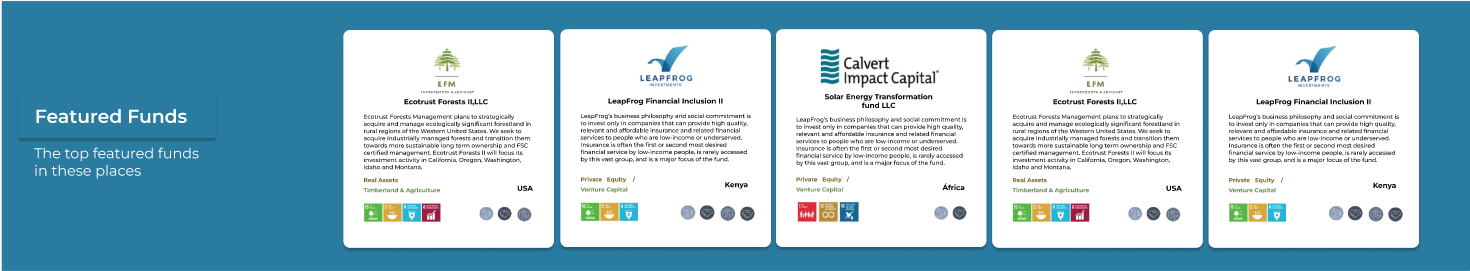 Featured Funds
The top featured funds
in these places
EFM
INVESTMENTS & ADVISORY
Ecotrust Forests II,LLC
Ecotrust Forests Management plans to strategically
acquire and manage ecologically significant forestland in
rural regions of the Western United States. We seek to
acquire industrially managed forests and transition them
towards more sustainable long term ownership and FSC
certified management. Ecotrust Forests II will focus its
investment activity in California, Oregon, Washington,
Idaho and Montana.
Real Assets
Timberland & Agriculture
USA
LEAPFROG
INVESTMENTS
LeapFrog Financial Inclusion II
LeapFrog's business philosophy and social commitment is
to invest only in companies that can provide high quality,
relevant and affordable insurance and related financial
services to people who are low-income or underserved.
Insurance is often the first or second most desired
financial service by low-income people, is rarely accessed
by this vast group, and is a major focus of the fund.
Private Equity /
Venture Capital
Kenya
Calvert
Impact Capital
Solar Energy Transformation
fund LLC
LeapFrog's business philosophy and social commitment is
to invest only in companies that can provide high quality,
relevant and affordable insurance and related financial
services to people who are low-income or underserved.
Insurance is often the first or second most desired
financial service by low-income people, is rarely accessed
by this vast group, and is a major focus of the fund.
Private Equity /
Venture Capital
África
EFM
INVESTMENTS & ADVISORY
Ecotrust Forests II,LLC
Ecotrust Forests Management plans to strategically
acquire and manage ecologically significant forestland in
rural regions of the Western United States. We seek to
acquire industrially managed forests and transition them
towards more sustainable long term ownership and FSC
certified management. Ecotrust Forests II will focus its
investment activity in California, Oregon, Washington,
Idaho and Montana.
Real Assets
Timberland & Agriculture
USA
LEAPFROG
INVESTMENTS
LeapFrog Financial Inclusion II
LeapFrog's business philosophy and social commitment is
to invest only in companies that can provide high quality,
relevant and affordable insurance and related financial
services to people who are low-income or underserved.
Insurance is often the first or second most desired
financial service by low-income people, is rarely accessed
by this vast group, and is a major focus of the fund.
Private Equity /
Venture Capital
Kenya